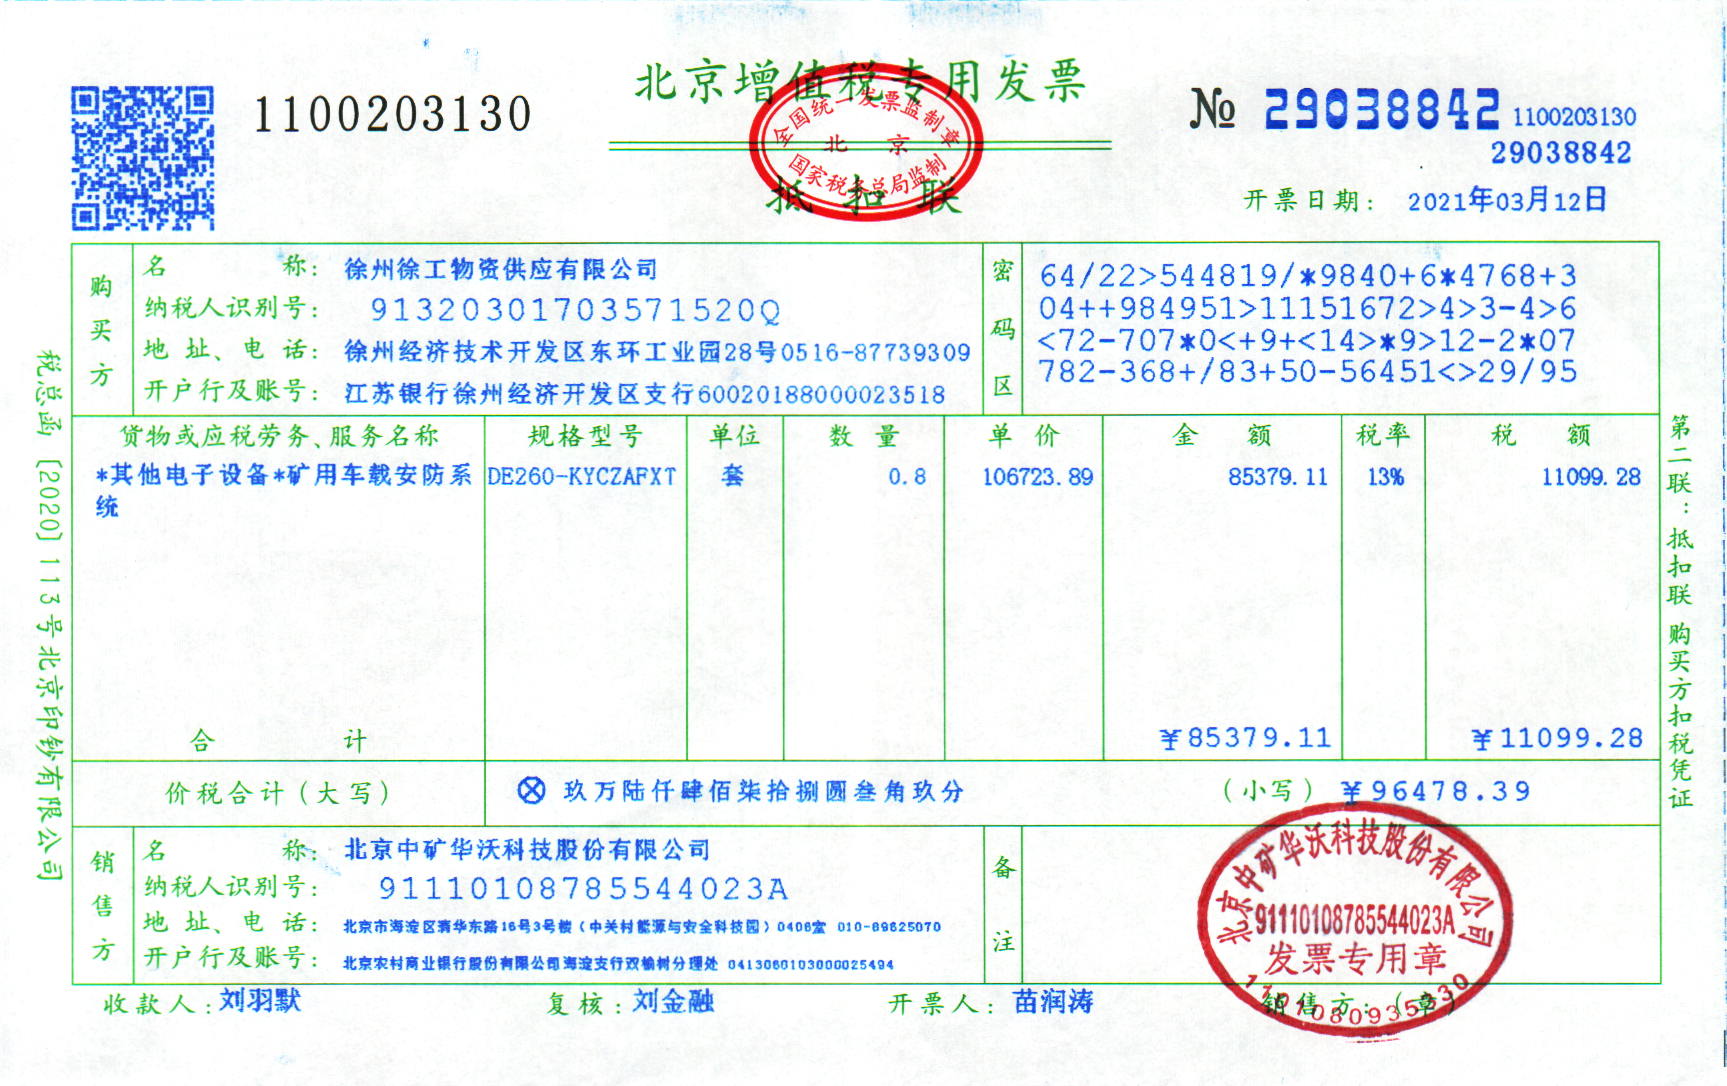 1100203130
北京增值税专用发票
全国统一发票监制章
北京
国家税务总局监制
抵扣联
№ 29038842 1100203130
29038842
开票日期： 2021年03月12日
税总函［2020］113号北京印钞有限公司
购买方
名称： 徐州徐工物资供应有限公司
纳税人识别号： 91320301703571520Q
地址、电话： 徐州经济技术开发区东环工业园28号0516-87739309
开户行及账号： 江苏银行徐州经济开发区支行60020188000023518
密码区
64/22>544819/*9840+6*4768+3
04++984951>11151672>4>3-4>6
<72-707*0<+9+<14>*9>12-2*07
782-368+/83+50-56451<>29/95
货物或应税劳务、服务名称 规格型号 单位 数量 单价 金额 税率 税额
*其他电子设备*矿用车载安防系 DE260-KYCZAFXT 套 0.8 106723.89 85379.11 13% 11099.28
统
合计 ￥85379.11 ￥11099.28
价税合计（大写） ⊗ 玖万陆仟肆佰柒拾捌圆叁角玖分 （小写） ￥96478.39
第二联：抵扣联 购买方扣税凭证
销售方
名称： 北京中矿华沃科技股份有限公司
纳税人识别号： 91110108785544023A
地址、电话： 北京市海淀区清华东路16号3号楼（中关村能源与安全科技园）0406室 010-89625070
开户行及账号： 北京农村商业银行股份有限公司海淀支行双榆树分理处 0413060103000025494
备注
北京中矿华沃科技股份有限公司
91110108785544023A
发票专用章
收款人：刘羽默 复核：刘金融 开票人：苗润涛 销售方：（章）